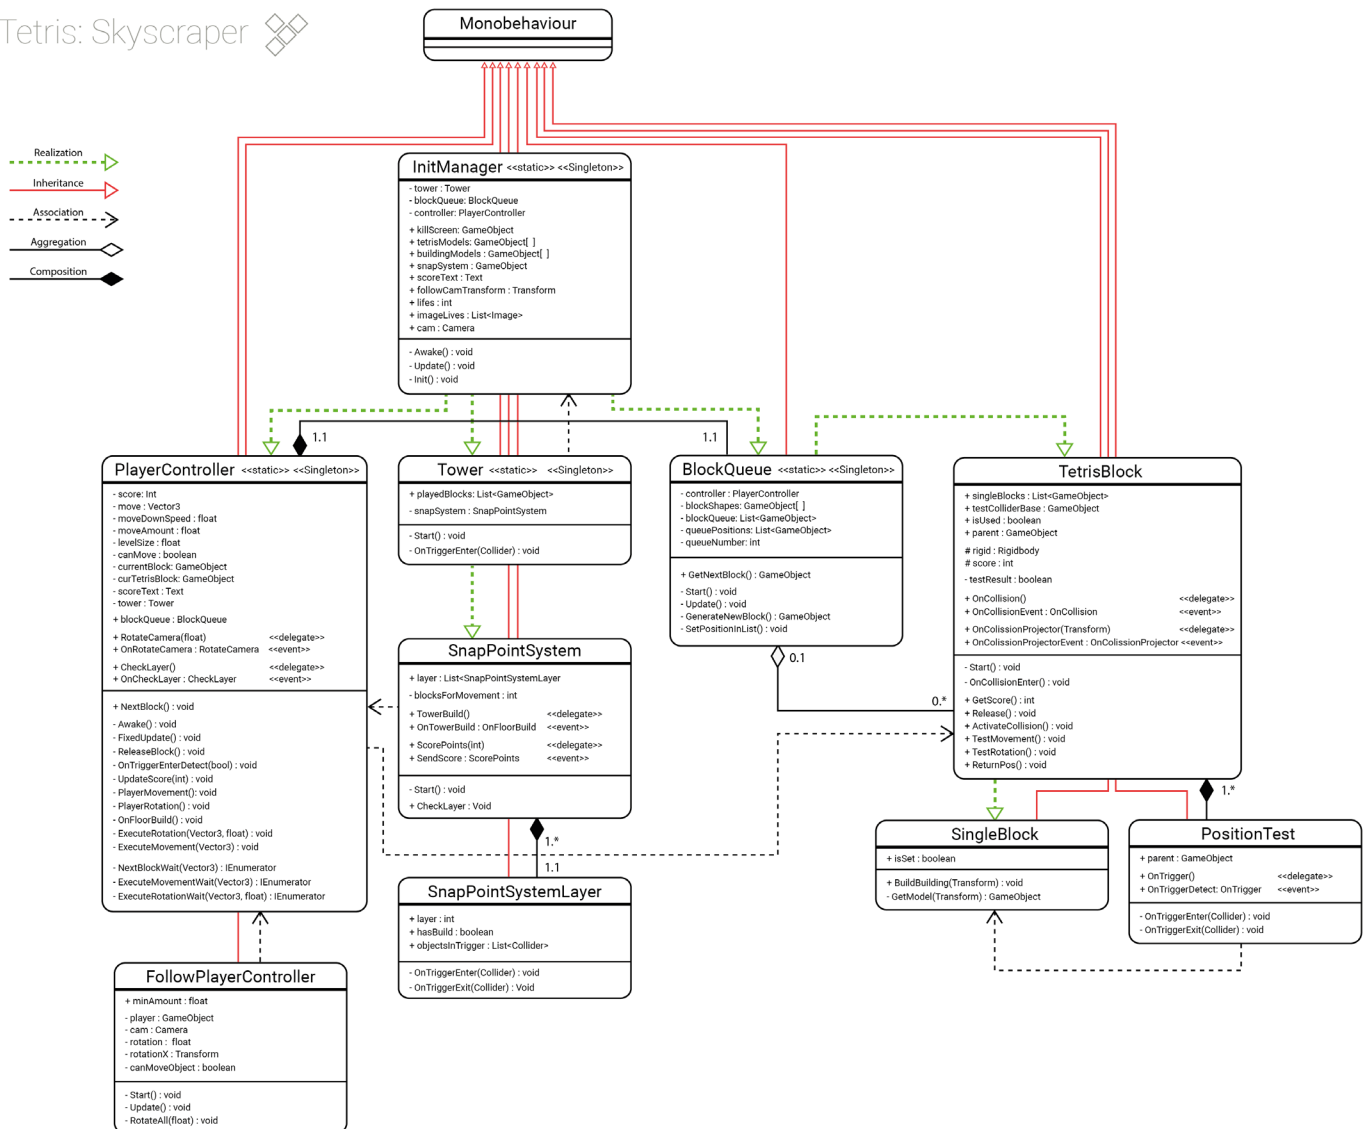 Tetris: Skyscraper
Monobehaviour
Realization
Inheritance
Association
Aggregation
Composition
InitManager <<static>> <<Singleton>>
- tower : Tower
- blockQueue: BlockQueue
- controller: PlayerController
+ killScreen: GameObject
+ tetrisModels: GameObject[ ]
+ buildingModels : GameObject[ ]
+ snapSystem : GameObject
+ scoreText : Text
+ followCamTransform : Transform
+ lifes : int
+ imageLives : List<Image>
+ cam : Camera
- Awake() : void
- Update() : void
- Init() : void
1.1
1.1
PlayerController <<static>> <<Singleton>>
- score: Int
- move : Vector3
- moveDownSpeed : float
- moveAmount : float
- levelSize : float
- canMove : boolean
- currentBlock: GameObject
- curTetrisBlock: GameObject
- scoreText : Text
- tower : Tower
+ blockQueue : BlockQueue
+ RotateCamera(float) <<delegate>>
+ OnRotateCamera : RotateCamera <<event>>
+ CheckLayer() <<delegate>>
+ OnCheckLayer : CheckLayer <<event>>
+ NextBlock() : void
- Awake() : void
- FixedUpdate() : void
- ReleaseBlock() : void
- OnTriggerEnterDetect(bool) : void
- UpdateScore(int) : void
- PlayerMovement() : void
- PlayerRotation() : void
- OnFloorBuild() : void
- ExecuteRotation(Vector3, float) : void
- ExecuteMovement(Vector3) : void
- NextBlockWait(Vector3) : IEnumerator
- ExecuteMovementWait(Vector3) : IEnumerator
- ExecuteRotationWait(Vector3, float) : IEnumerator
Tower <<static>> <<Singleton>>
+ playedBlocks: List<GameObject>
- snapSystem : SnapPointSystem
- Start() : void
- OnTriggerEnter(Collider) : void
BlockQueue <<static>> <<Singleton>>
- controller : PlayerController
- blockShapes: GameObject[ ]
- blockQueue: List<GameObject>
- queuePositions: List<GameObject>
- queueNumber: int
+ GetNextBlock() : GameObject
- Start() : void
- Update() : void
- GenerateNewBlock() : GameObject
- SetPositionInList() : void
0.1
0.*
TetrisBlock
+ singleBlocks : List<GameObject>
+ testColliderBase : GameObject
+ isUsed : boolean
+ parent : GameObject
# rigid : Rigidbody
# score : int
- testResult : boolean
+ OnCollision() <<delegate>>
+ OnCollisionEvent : OnCollision <<event>>
+ OnColissionProjector(Transform) <<delegate>>
+ OnColissionProjectorEvent : OnColissionProjector <<event>>
- Start() : void
- OnCollisionEnter() : void
+ GetScore() : int
+ Release() : void
+ ActivateCollision() : void
+ TestMovement() : void
+ TestRotation() : void
+ ReturnPos() : void
1.*
SnapPointSystem
+ layer : List<SnapPointSystemLayer
- blocksForMovement : int
+ TowerBuild() <<delegate>>
+ OnTowerBuild : OnFloorBuild <<event>>
+ ScorePoints(int) <<delegate>>
+ SendScore : ScorePoints <<event>>
- Start() : void
+ CheckLayer : Void
1.*
1.1
SnapPointSystemLayer
+ layer : int
+ hasBuild : boolean
+ objectsInTrigger : List<Collider>
- OnTriggerEnter(Collider) : void
- OnTriggerExit(Collider) : Void
SingleBlock
+ isSet : boolean
+ BuildBuilding(Transform) : void
- GetModel(Transform) : GameObject
PositionTest
+ parent : GameObject
+ OnTrigger() <<delegate>>
+ OnTriggerDetect: OnTrigger <<event>>
- OnTriggerEnter(Collider) : void
- OnTriggerExit(Collider) : void
FollowPlayerController
+ minAmount : float
- player : GameObject
- cam : Camera
- rotation : float
- rotationX : Transform
- canMoveObject : boolean
- Start() : void
- Update() : void
- RotateAll(float) : void